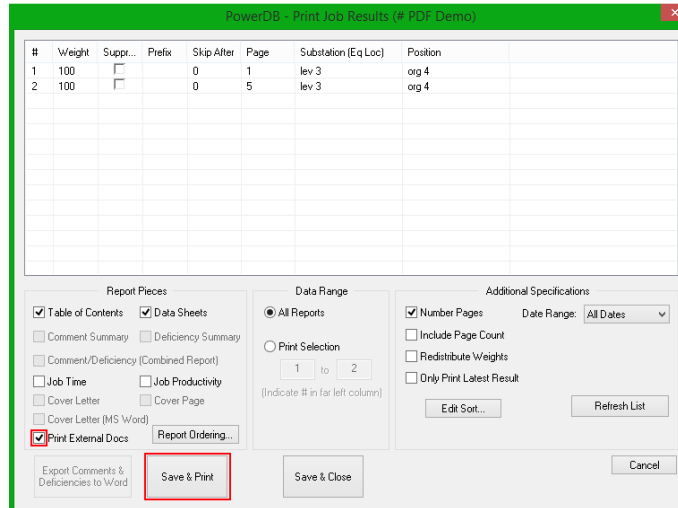 PowerDB - Print Job Results (# PDF Demo)
# Weight Suppr... Prefix Skip After Page Substation (Eq Loc) Position
1 100 0 1 lev 3 org 4
2 100 0 5 lev 3 org 4
Report Pieces Data Range Additional Specifications
Table of Contents Data Sheets All Reports Number Pages Date Range: All Dates
Comment Summary Deficiency Summary Include Page Count
Print Selection
Comment/Deficiency (Combined Report) Redistribute Weights
1 to 2
Job Time Job Productivity Only Print Latest Result
(Indicate # in far left column)
Cover Letter Cover Page Edit Sort... Refresh List
Cover Letter (MS Word)
Print External Docs Report Ordering...
Export Comments &
Deficiencies to Word
Save & Print Save & Close Cancel